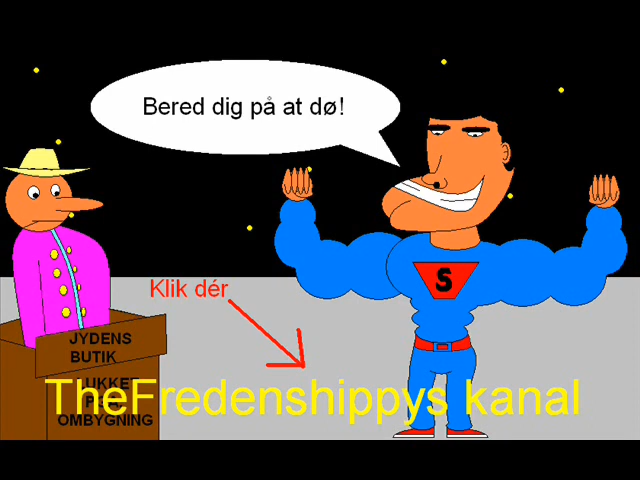 Bered dig på at dø!
S
Klik dér
JYDENS
BUTIK
TheFredenshippys kanal
OMBYGNING